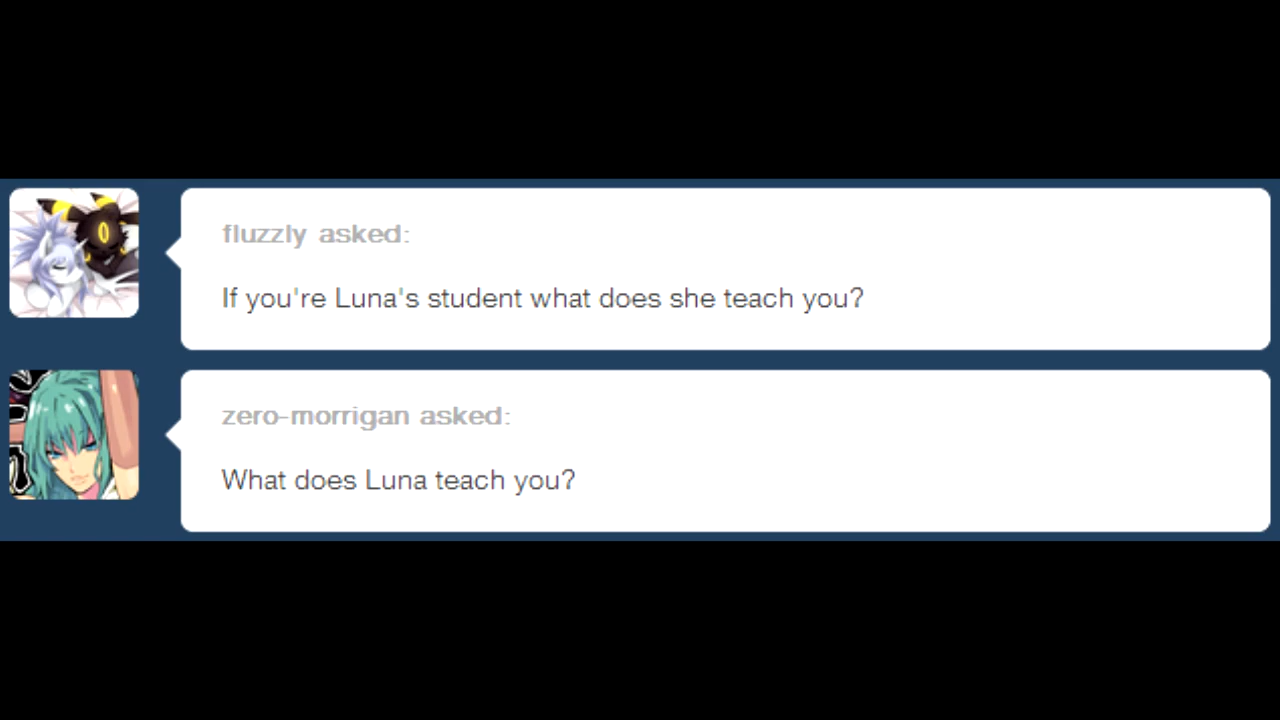 fluzzly asked:
If you're Luna's student what does she teach you?
zero-morrigan asked:
What does Luna teach you?